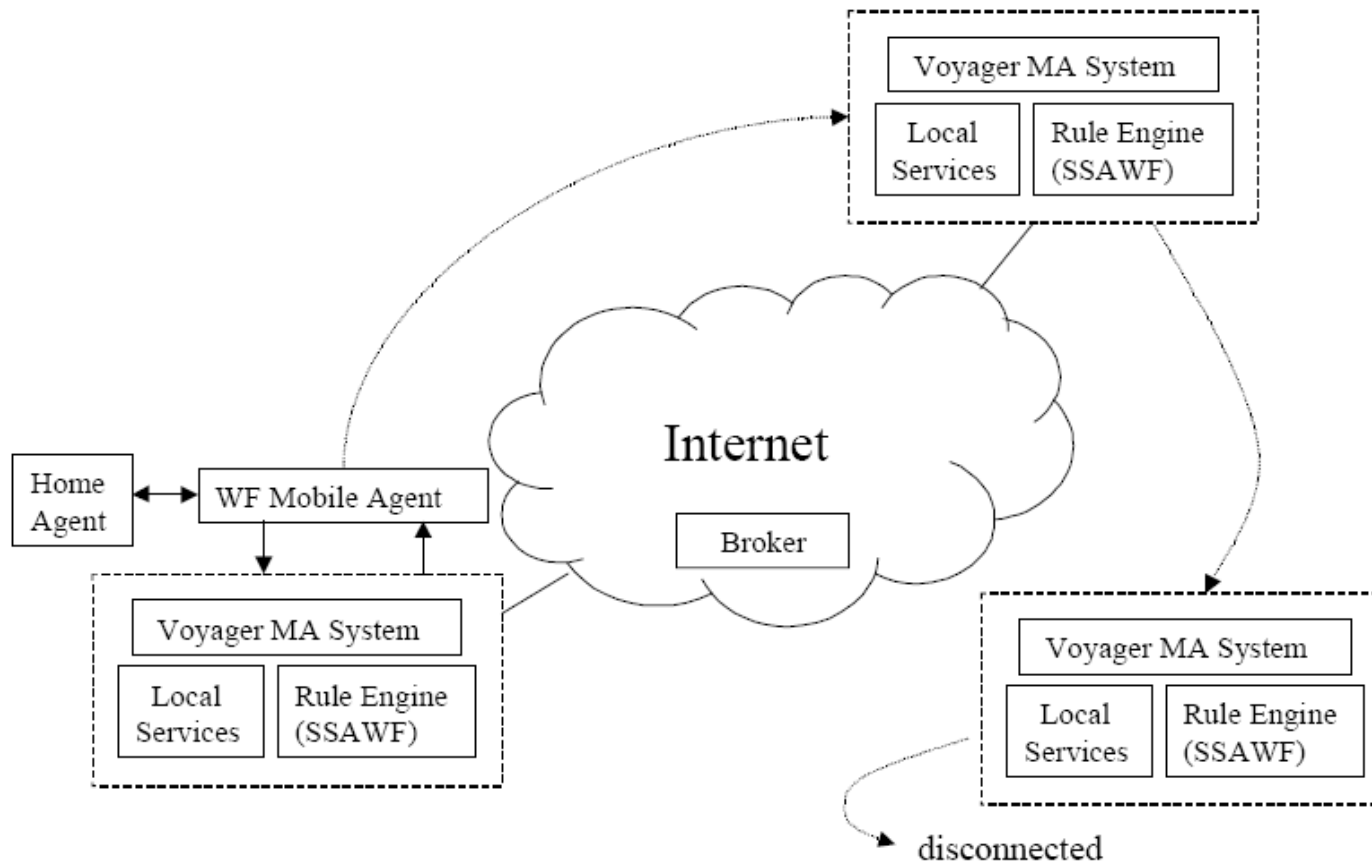 Voyager MA System
Local
Services
Rule Engine
(SSAWF)
Internet
Home
Agent
WF Mobile Agent
Broker
Voyager MA System
Local
Services
Rule Engine
(SSAWF)
Voyager MA System
Local
Services
Rule Engine
(SSAWF)
disconnected